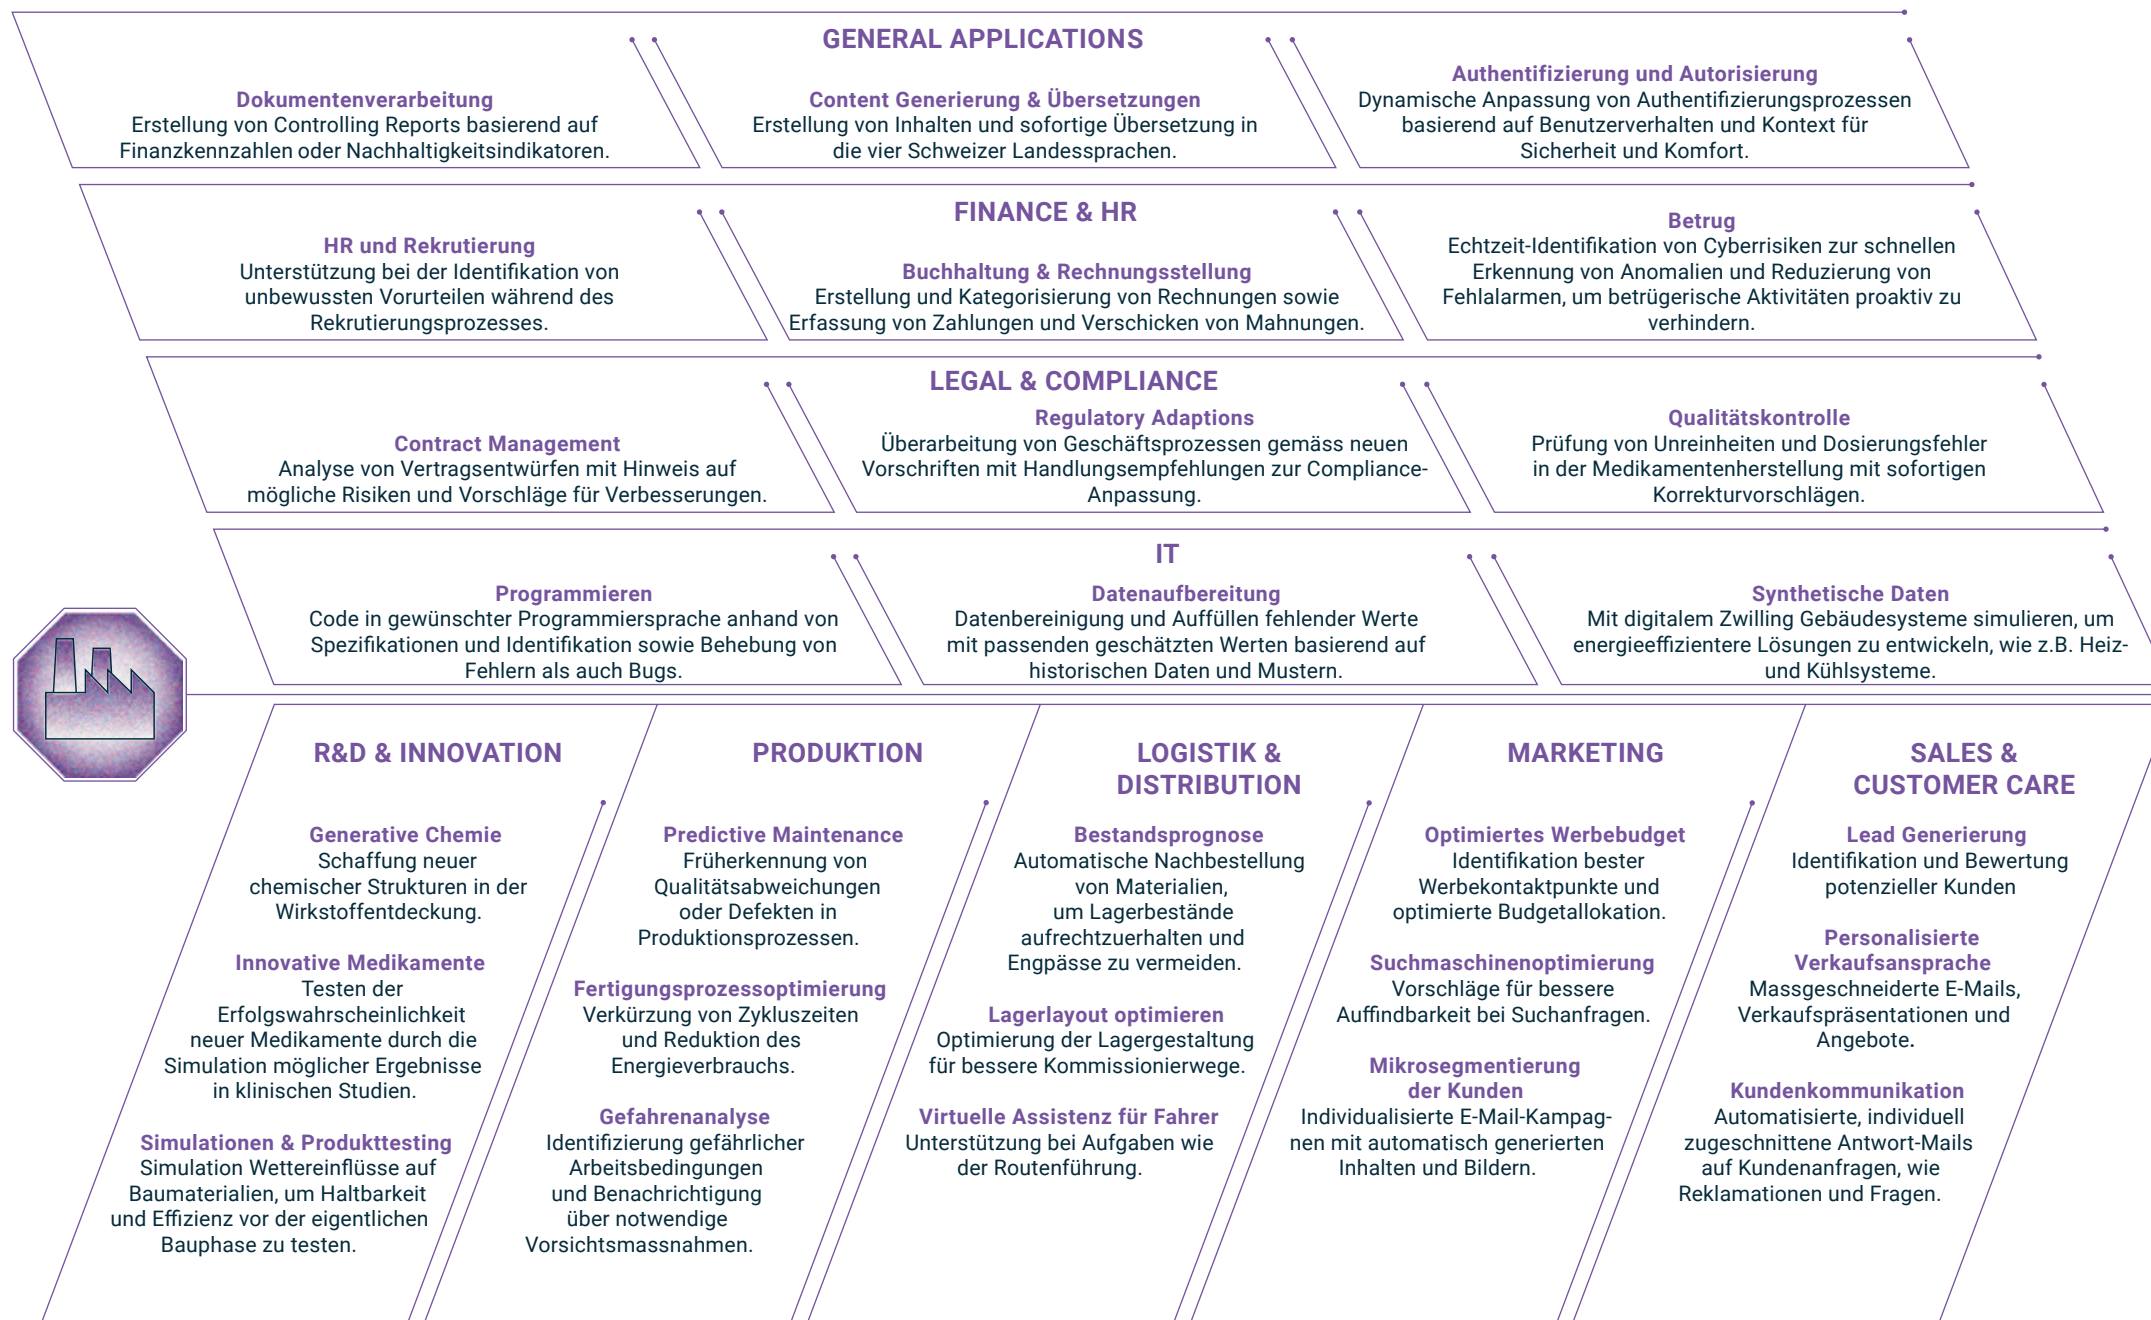 GENERAL APPLICATIONS
Dokumentenverarbeitung
Erstellung von Controlling Reports basierend auf
Finanzkennzahlen oder Nachhaltigkeitsindikatoren.
Content Generierung & Übersetzungen
Erstellung von Inhalten und sofortige Übersetzung in
die vier Schweizer Landessprachen.
Authentifizierung und Autorisierung
Dynamische Anpassung von Authentifizierungsprozessen
basierend auf Benutzerverhalten und Kontext für
Sicherheit und Komfort.
FINANCE & HR
HR und Rekrutierung
Unterstützung bei der Identifikation von
unbewussten Vorurteilen während des
Rekrutierungsprozesses.
Buchhaltung & Rechnungsstellung
Erstellung und Kategorisierung von Rechnungen sowie
Erfassung von Zahlungen und Verschicken von Mahnungen.
Betrug
Echtzeit-Identifikation von Cyberrisiken zur schnellen
Erkennung von Anomalien und Reduzierung von
Fehlalarmen, um betrügerische Aktivitäten proaktiv zu
verhindern.
LEGAL & COMPLIANCE
Contract Management
Analyse von Vertragsentwürfen mit Hinweis auf
mögliche Risiken und Vorschläge für Verbesserungen.
Regulatory Adaptions
Überarbeitung von Geschäftsprozessen gemäss neuen
Vorschriften mit Handlungsempfehlungen zur Compliance-
Anpassung.
Qualitätskontrolle
Prüfung von Unreinheiten und Dosierungsfehler
in der Medikamentenherstellung mit sofortigen
Korrekturvorschlägen.
IT
Programmieren
Code in gewünschter Programmiersprache anhand von
Spezifikationen und Identifikation sowie Behebung von
Fehlern als auch Bugs.
Datenaufbereitung
Datenbereinigung und Auffüllen fehlender Werte
mit passenden geschätzten Werten basierend auf
historischen Daten und Mustern.
Synthetische Daten
Mit digitalem Zwilling Gebäudesysteme simulieren, um
energieeffizientere Lösungen zu entwickeln, wie z.B. Heiz-
und Kühlsysteme.
R&D & INNOVATION
Generative Chemie
Schaffung neuer
chemischer Strukturen in der
Wirkstoffentdeckung.
Innovative Medikamente
Testen der
Erfolgswahrscheinlichkeit
neuer Medikamente durch die
Simulation möglicher Ergebnisse
in klinischen Studien.
Simulationen & Produkttesting
Simulation Wettereinflüsse auf
Baumaterialien, um Haltbarkeit
und Effizienz vor der eigentlichen
Bauphase zu testen.
PRODUKTION
Predictive Maintenance
Früherkennung von
Qualitätsabweichungen
oder Defekten in
Produktionsprozessen.
Fertigungsprozessoptimierung
Verkürzung von Zykluszeiten
und Reduktion des
Energieverbrauchs.
Gefahrenanalyse
Identifizierung gefährlicher
Arbeitsbedingungen
und Benachrichtigung
über notwendige
Vorsichtsmassnahmen.
LOGISTIK &
DISTRIBUTION
Bestandsprognose
Automatische Nachbestellung
von Materialien,
um Lagerbestände
aufrechtzuerhalten und
Engpässe zu vermeiden.
Lagerlayout optimieren
Optimierung der Lagergestaltung
für bessere Kommissionierwege.
Virtuelle Assistenz für Fahrer
Unterstützung bei Aufgaben wie
der Routenführung.
MARKETING
Optimiertes Werbebudget
Identifikation bester
Werbekontaktpunkte und
optimierte Budgetallokation.
Suchmaschinenoptimierung
Vorschläge für bessere
Auffindbarkeit bei Suchanfragen.
Mikrosegmentierung
der Kunden
Individualisierte E-Mail-Kampag-
nen mit automatisch generierten
Inhalten und Bildern.
SALES &
CUSTOMER CARE
Lead Generierung
Identifikation und Bewertung
potenzieller Kunden
Personalisierte
Verkaufsansprache
Massgeschneiderte E-Mails,
Verkaufspräsentationen und
Angebote.
Kundenkommunikation
Automatisierte, individuell
zugeschnittene Antwort-Mails
auf Kundenanfragen, wie
Reklamationen und Fragen.